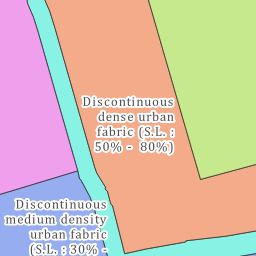 Discontinuous
dense urban
fabric (S.L. :
50% - 80%)
Discontinuous
medium density
urban fabric
(S.L. : 30% -